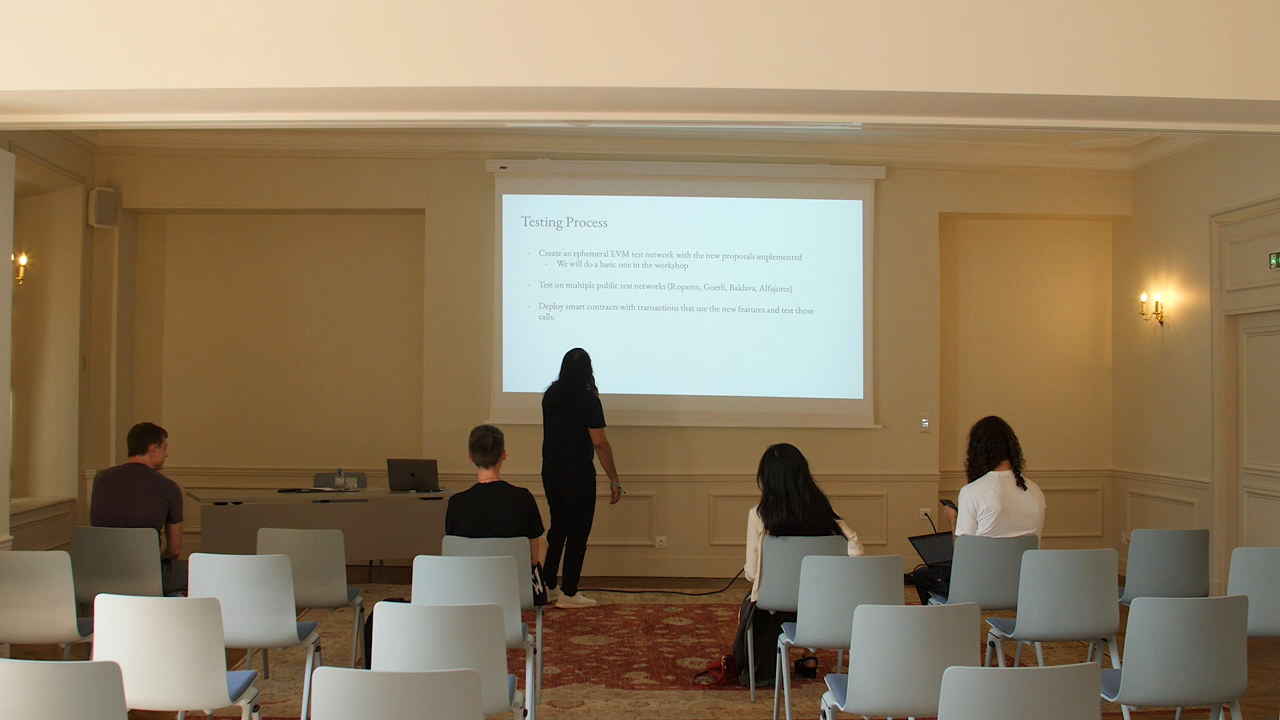 Testing Process
- Create an ephemeral EVM test network with the new proposals implemented
- We will do a basic one in the workshop
- Test on multiple public test networks (Ropsten, Goerli, Baklava, Alfajores)
- Deploy smart contracts with transactions that use the new features and test those
calls.